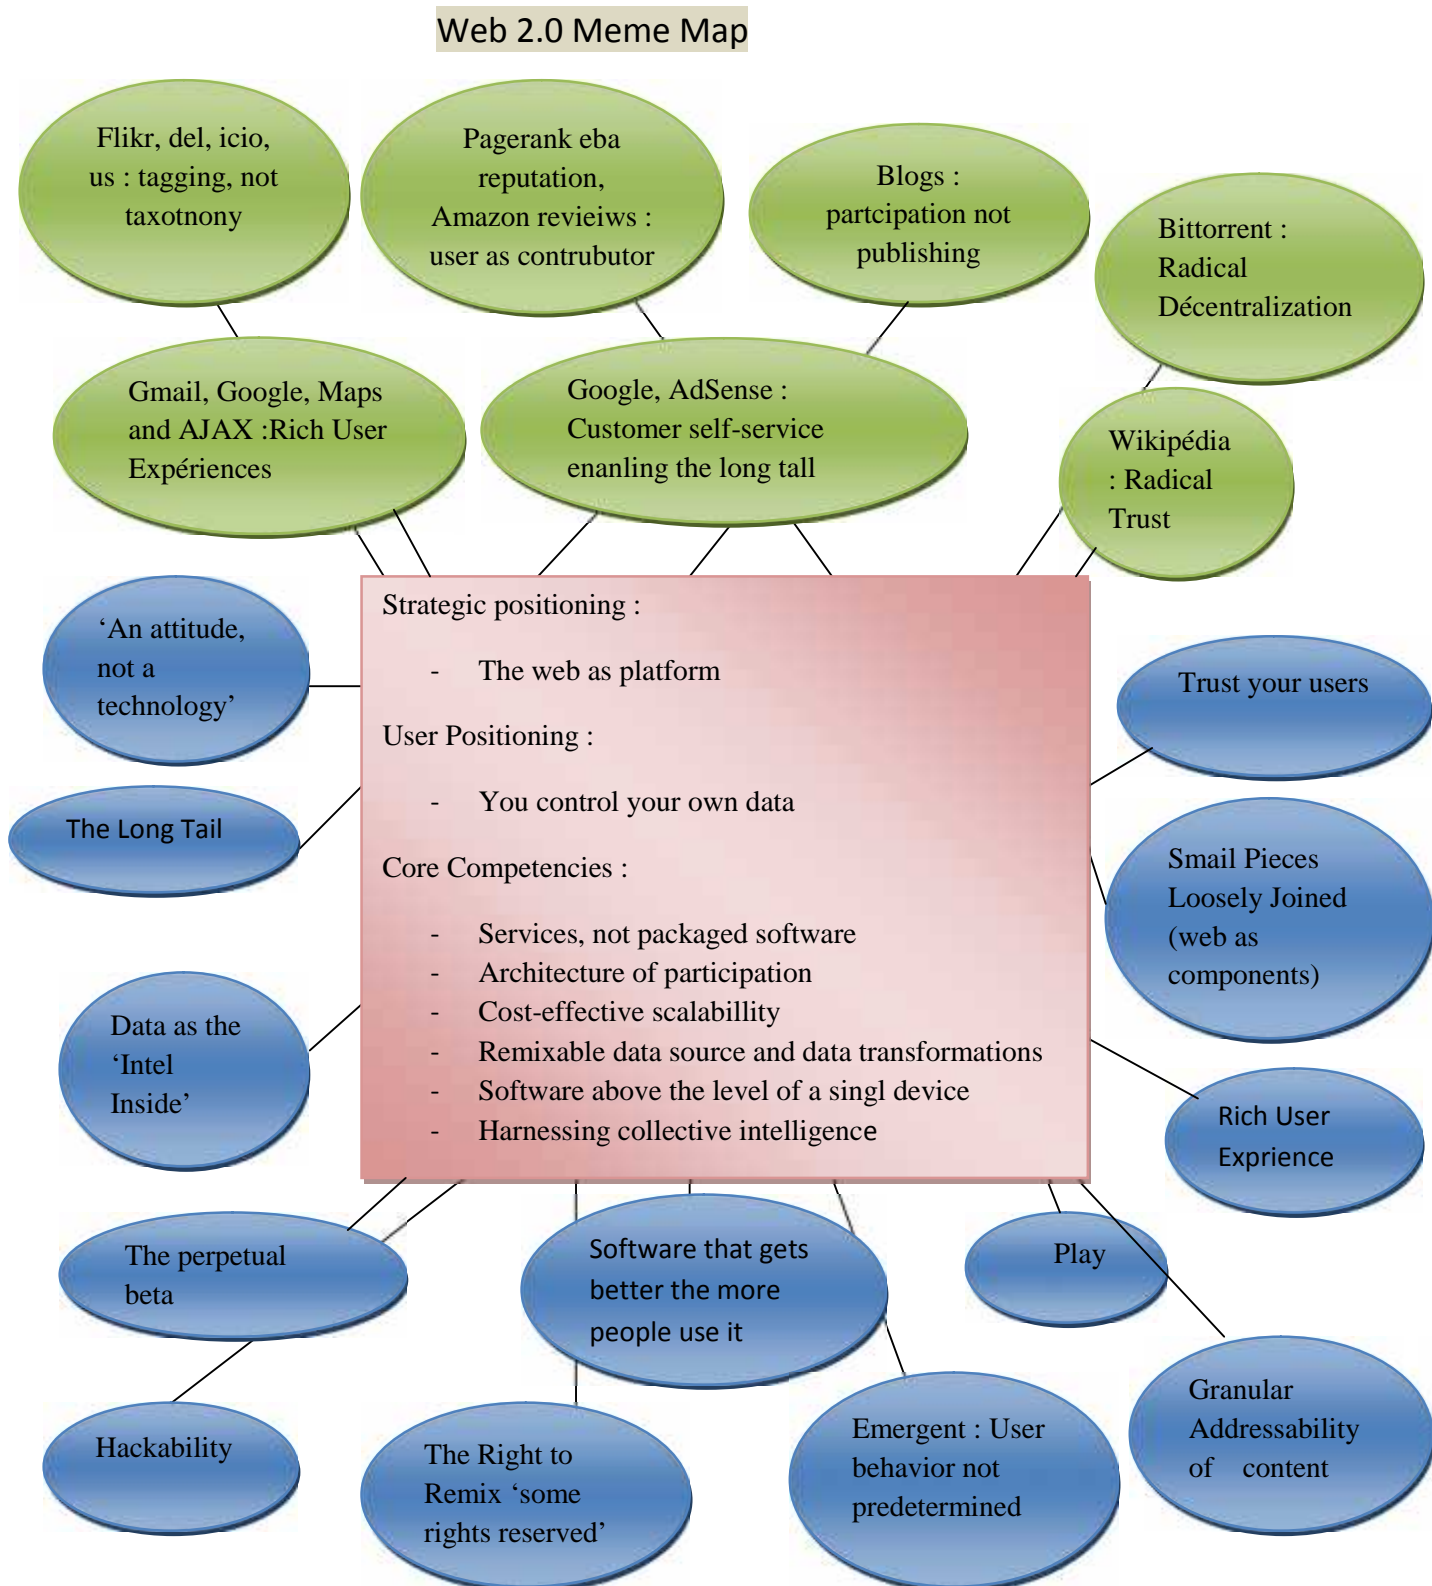 Web 2.0 Meme Map
Flikr, del, icio,
us : tagging, not
taxotnony
Pagerank eba
reputation,
Amazon revieiws :
user as contrubutor
Blogs :
partcipation not
publishing
Bittorrent :
Radical
Décentralization
Gmail, Google, Maps
and AJAX :Rich User
Expériences
Google, AdSense :
Customer self-service
enanling the long tall
Wikipédia
: Radical
Trust
‘An attitude,
not a
technology’
The Long Tail
Data as the
‘Intel
Inside’
Strategic positioning :
- The web as platform
User Positioning :
- You control your own data
Core Competencies :
- Services, not packaged software
- Architecture of participation
- Cost-effective scalabillity
- Remixable data source and data transformations
- Software above the level of a singl device
- Harnessing collective intelligence
Trust your users
Smail Pieces
Loosely Joined
(web as
components)
Rich User
Exprience
The perpetual
beta
Software that gets
better the more
people use it
Play
Hackability
The Right to
Remix ‘some
rights reserved’
Emergent : User
behavior not
predetermined
Granular
Addressability
of content